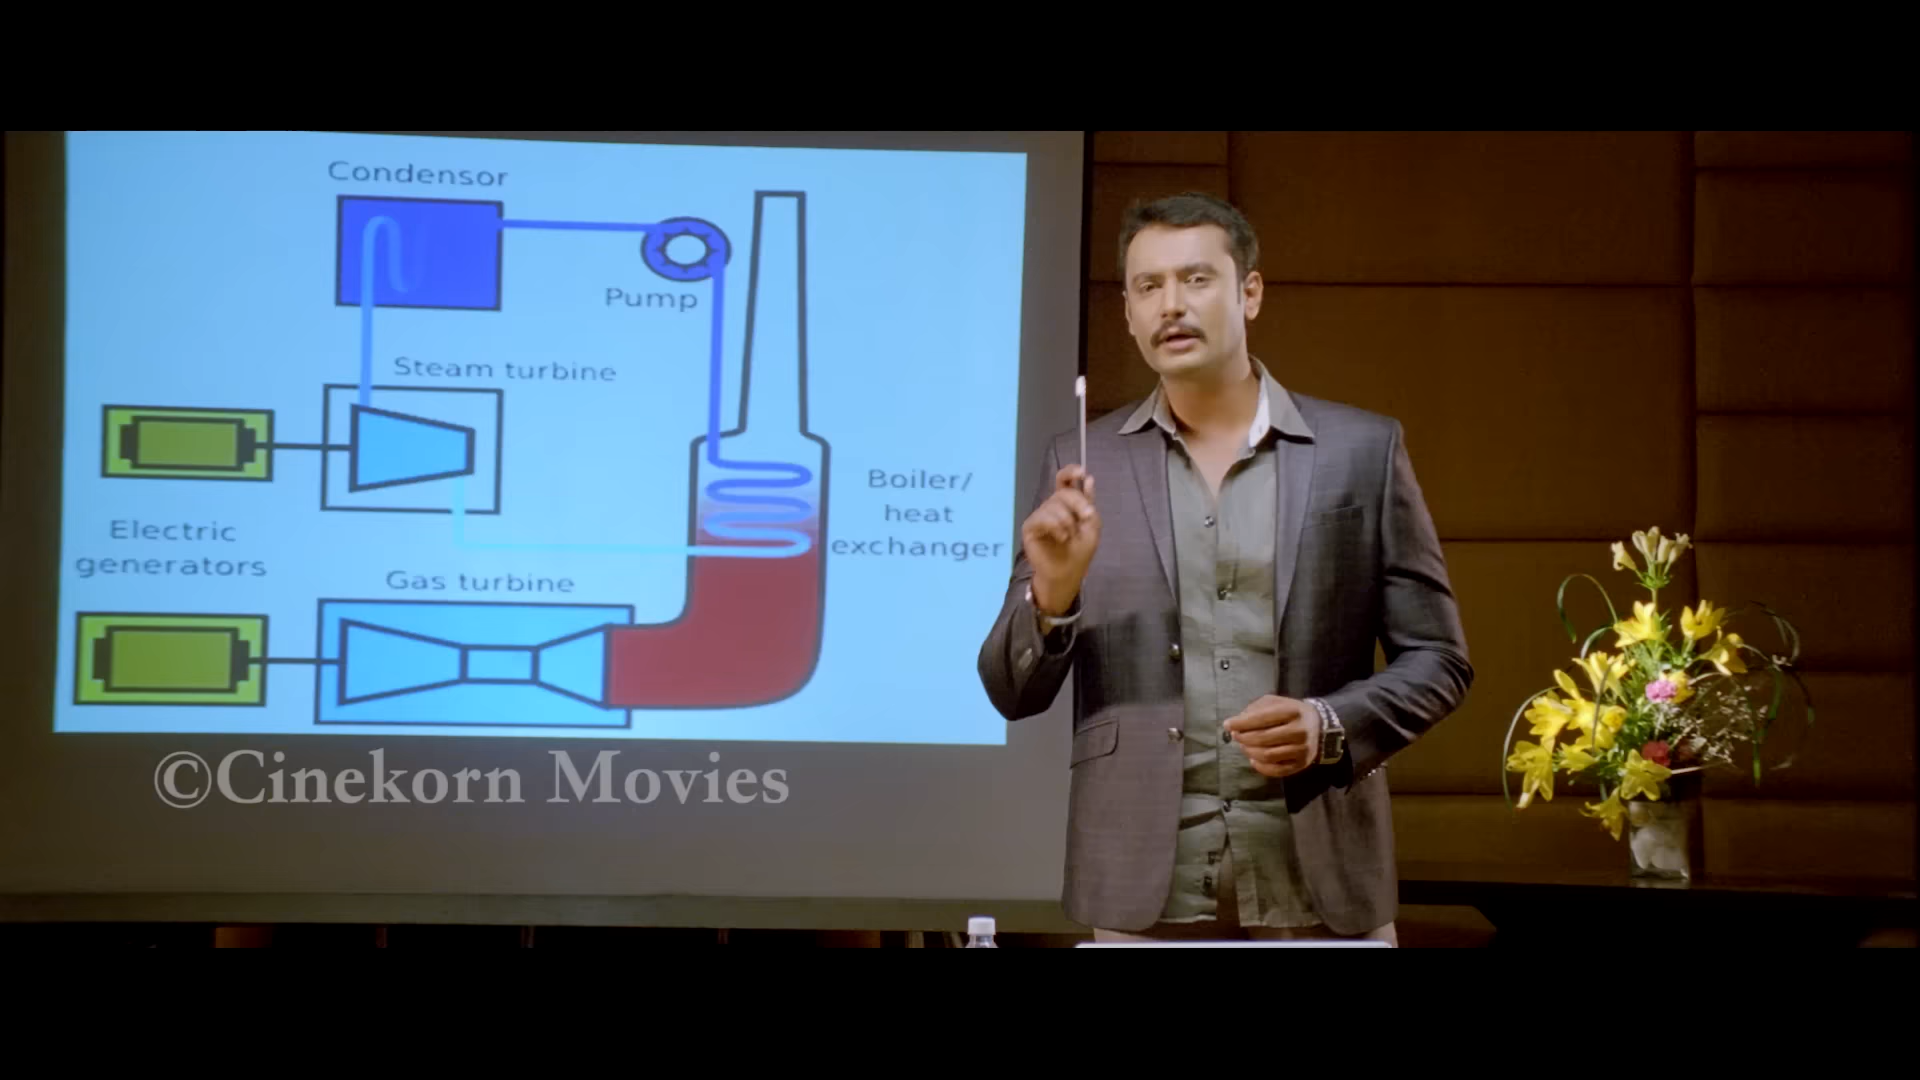 Condensor
Pump
Steam turbine
Boiler/
heat
exchanger
Electric
generators
Gas turbine
©Cinekorn Movies